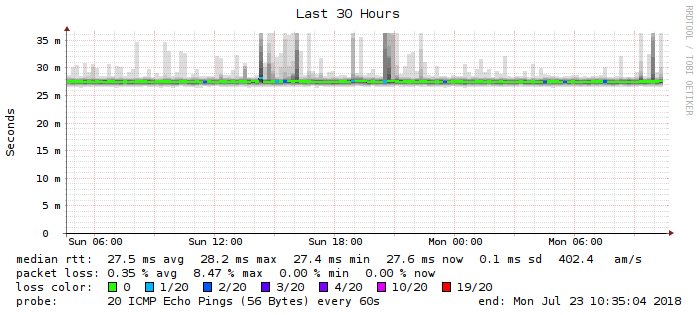 Last 30 Hours
RRDTOOL / TOBI OETIKER
Seconds
35 m
30 m
25 m
20 m
15 m
10 m
5 m
0
Sun 06:00 Sun 12:00 Sun 18:00 Mon 00:00 Mon 06:00
median rtt: 27.5 ms avg 28.2 ms max 27.4 ms min 27.6 ms now 0.1 ms sd 402.4 am/s
packet loss: 0.35 % avg 8.47 % max 0.00 % min 0.00 % now
loss color: 0 1/20 2/20 3/20 4/20 10/20 19/20
probe: 20 ICMP Echo Pings (56 Bytes) every 60s end: Mon Jul 23 10:35:04 2018